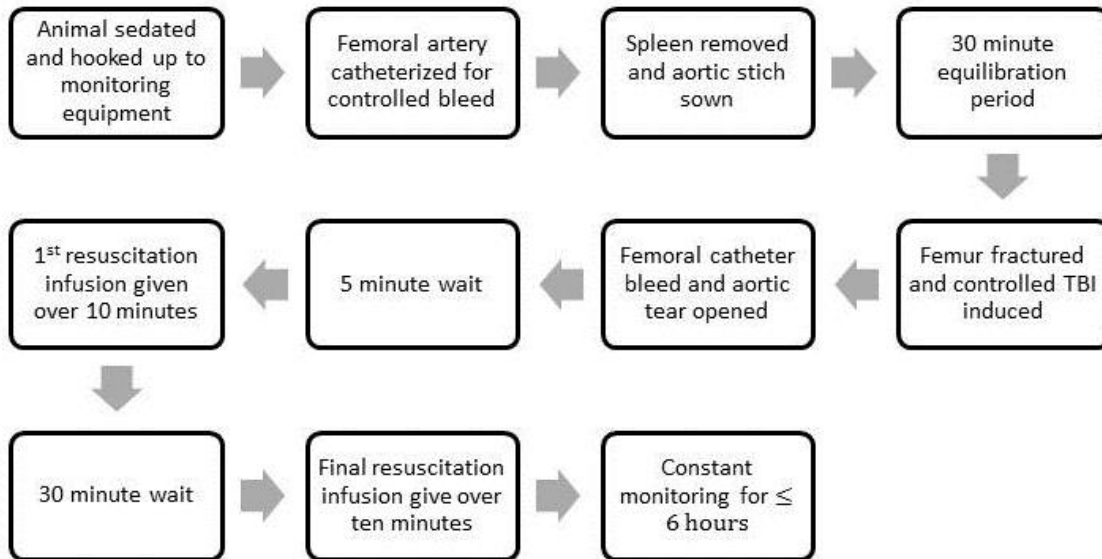 Animal sedated
and hooked up to
monitoring
equipment
Femoral artery
catheterized for
controlled bleed
Spleen removed
and aortic stich
sown
30 minute
equilibration
period
Femur fractured
and controlled TBI
induced
Femoral catheter
bleed and aortic
tear opened
5 minute wait
1st resuscitation
infusion given
over 10 minutes
30 minute wait
Final resuscitation
infusion give over
ten minutes
Constant
monitoring for ≤
6 hours